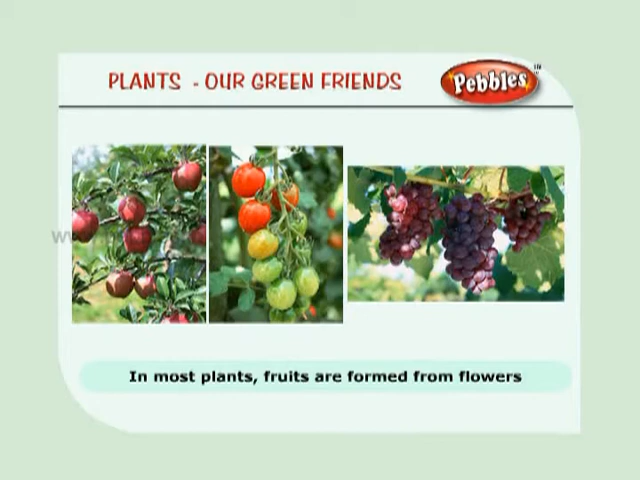 PLANTS - OUR GREEN FRIENDS
Pebbles
In most plants, fruits are formed from flowers